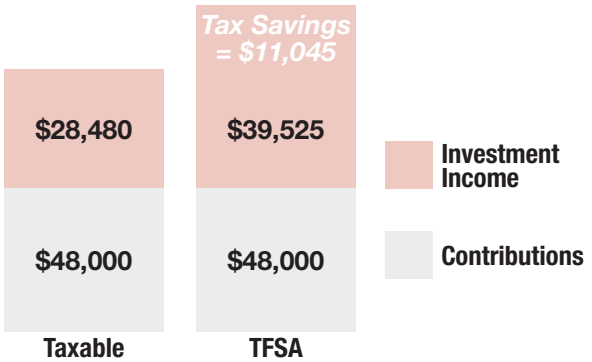 Tax Savings
= $11,045
$28,480
$39,525
Investment
Income
$48,000
$48,000
Contributions
Taxable
TFSA